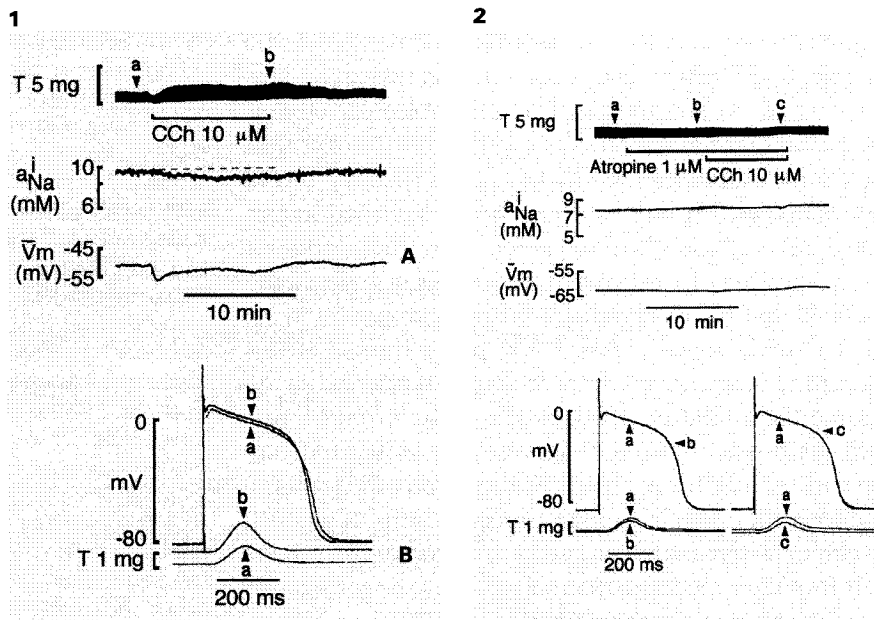 1
a
b
T 5 mg
CCh 10 μM
a i Na (mM)
10
6
V̄m (mV)
-45
-55
A
10 min
0
mV
-80
b
a
b
a
T 1 mg
B
200 ms
2
a
b
c
T 5 mg
Atropine 1 μM
CCh 10 μM
a i Na (mM)
9
7
5
V̄m (mV)
-55
-65
10 min
0
mV
-80
a
b
a
c
T 1 mg
a
b
a
c
200 ms